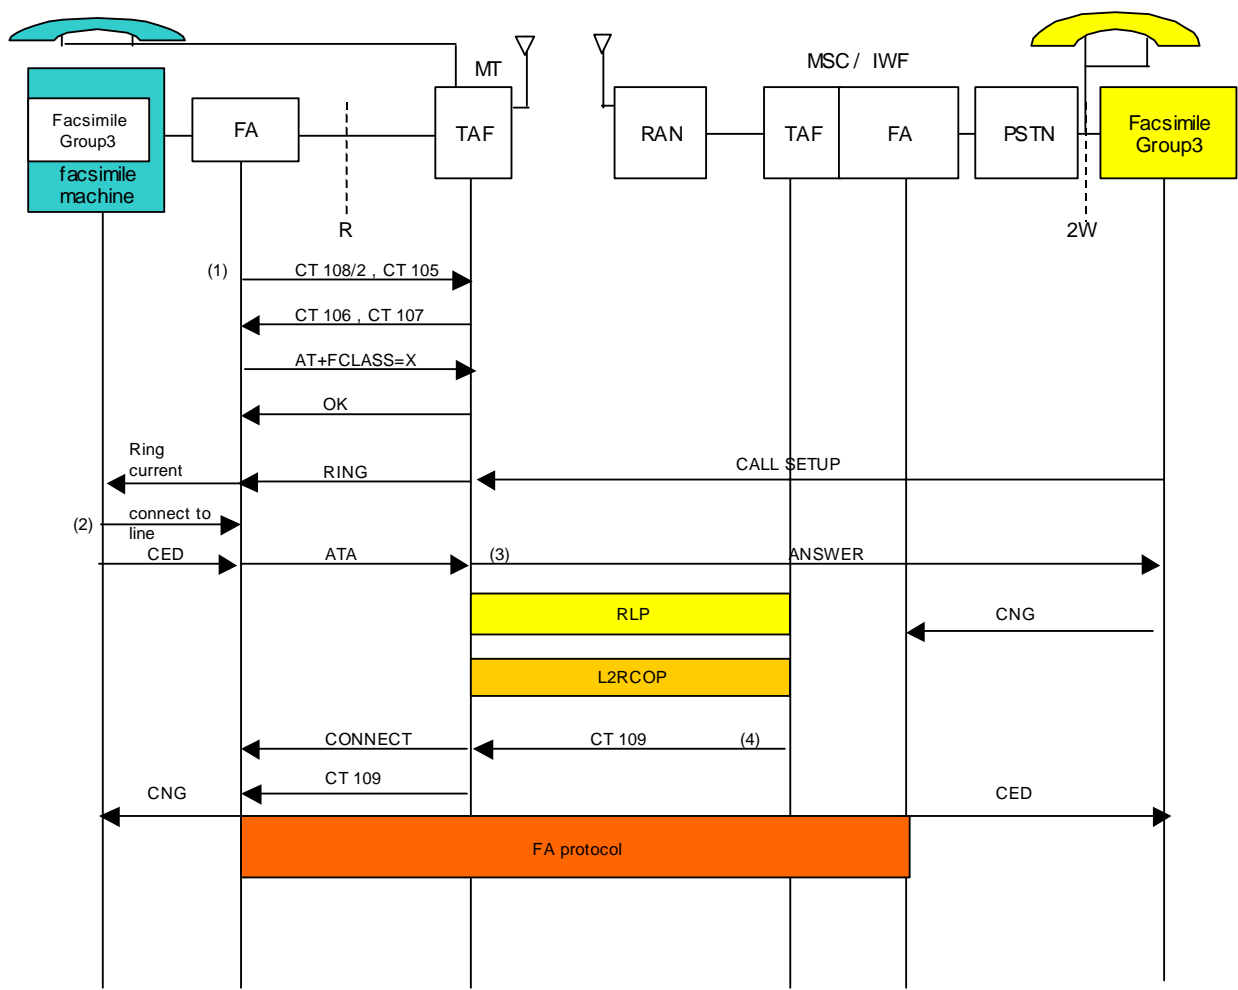 MT
MSC / IWF
Facsimile
Group3
facsimile
machine
FA
TAF
RAN
TAF
FA
PSTN
Facsimile
Group3
R
2W
(1)
CT 108/2 , CT 105
CT 106 , CT 107
AT+FCLASS=X
OK
Ring
current
RING
CALL SETUP
(2)
connect to
line
CED
ATA
(3)
ANSWER
RLP
CNG
L2RCOP
CONNECT
CT 109
(4)
CT 109
CNG
CED
FA protocol